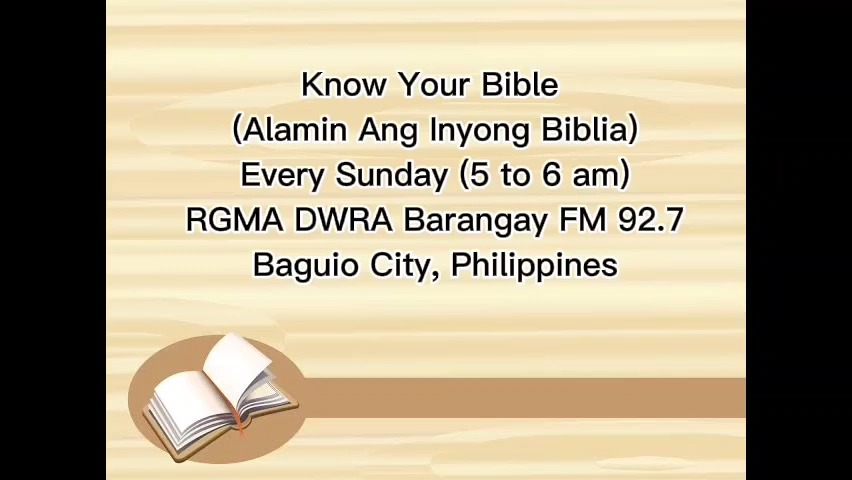 Know Your Bible
(Alamin Ang Inyong Biblia)
Every Sunday (5 to 6 am)
RGMA DWRA Barangay FM 92.7
Baguio City, Philippines